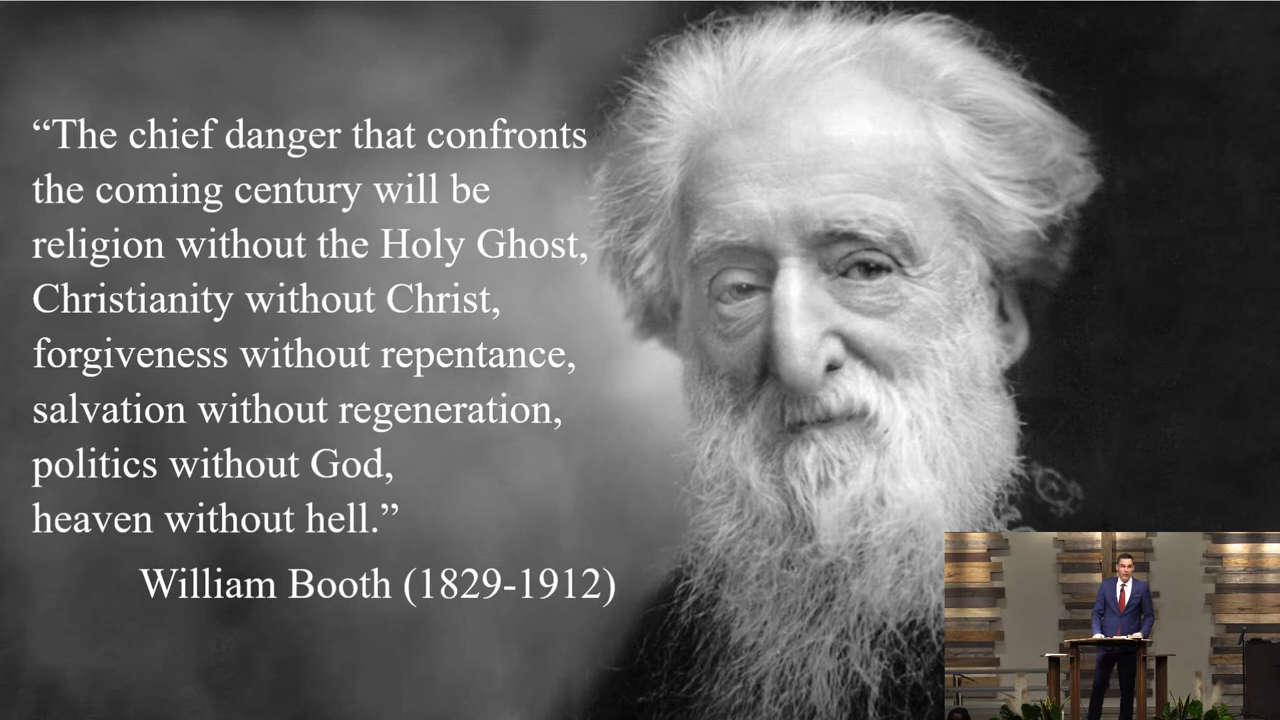 “The chief danger that confronts
the coming century will be
religion without the Holy Ghost,
Christianity without Christ,
forgiveness without repentance,
salvation without regeneration,
politics without God,
heaven without hell.”
William Booth (1829-1912)